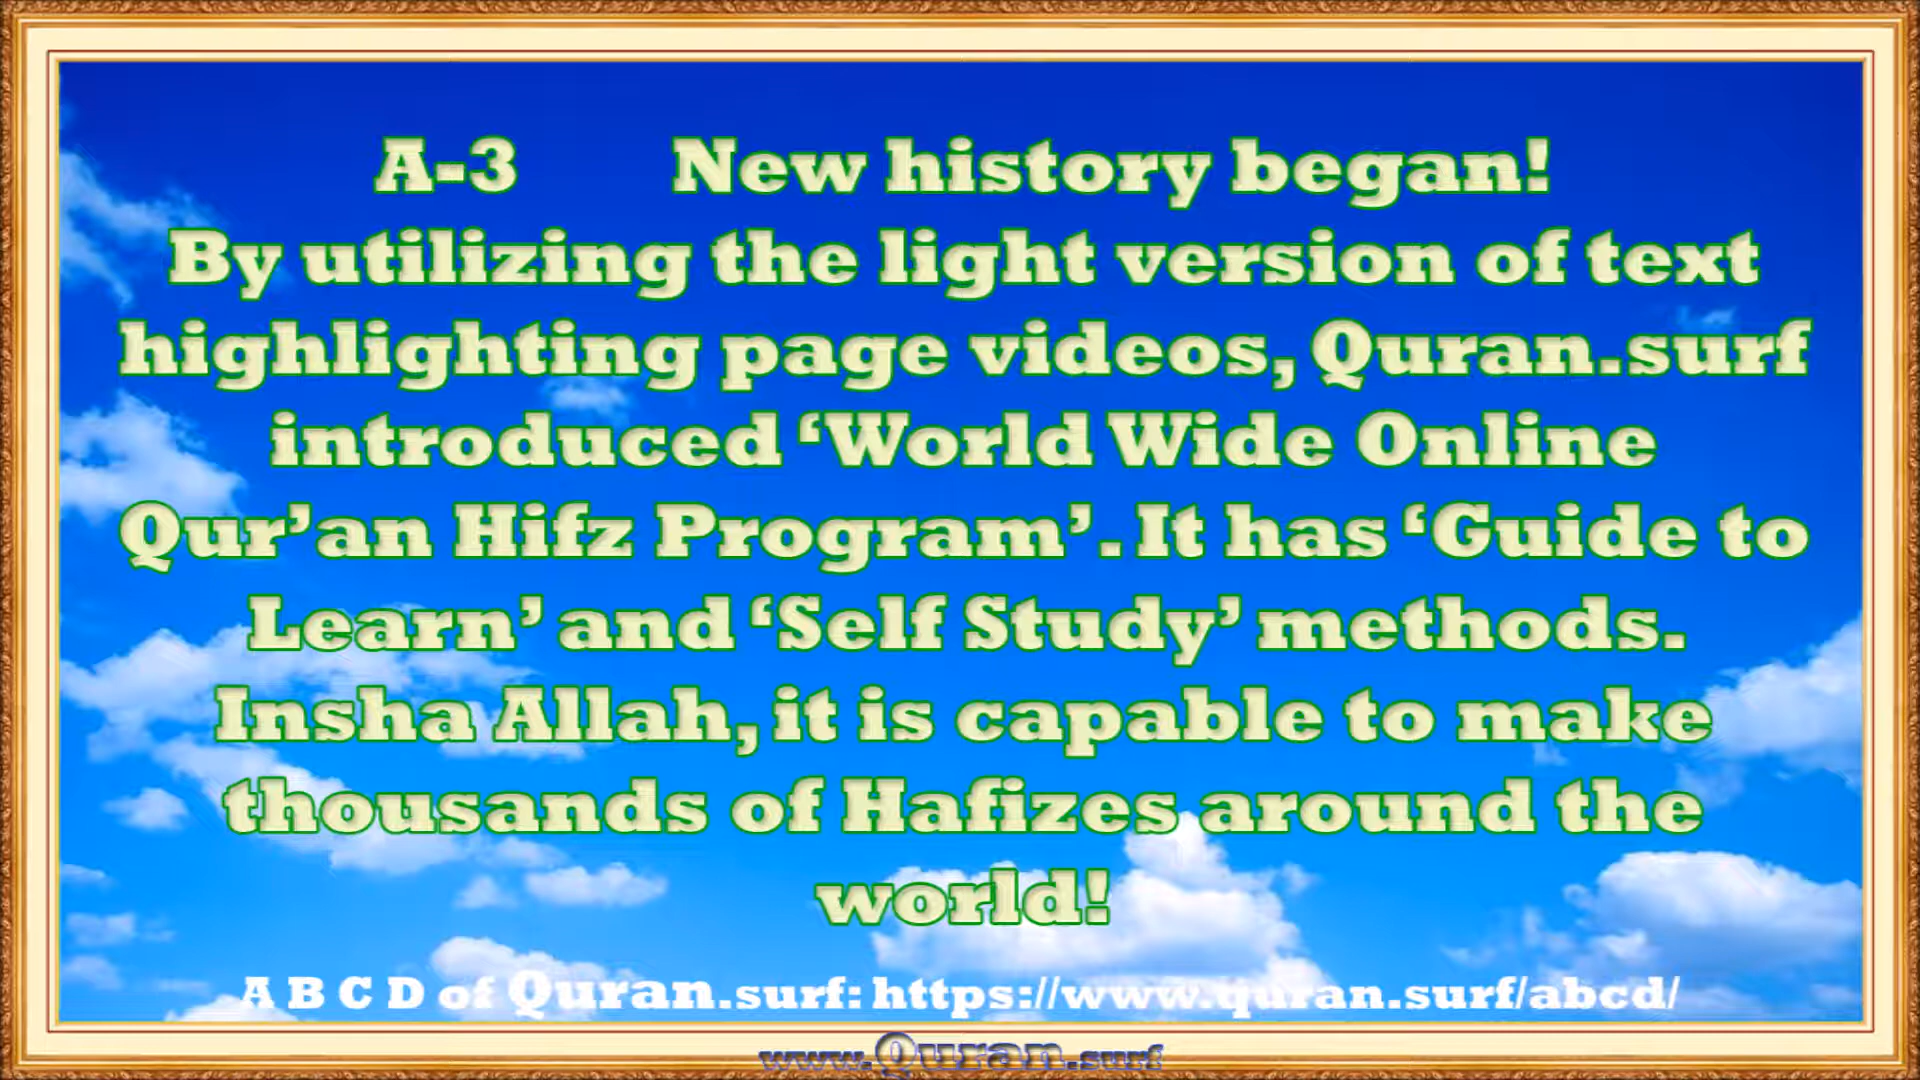 A-3 New history began!
By utilizing the light version of text
highlighting page videos, Quran.surf
introduced ‘World Wide Online
Qur’an Hifz Program’. It has ‘Guide to
Learn’ and ‘Self Study’ methods.
Insha Allah, it is capable to make
thousands of Hafizes around the
world!
A B C D of Quran.surf: https://www.quran.surf/abcd/
www.Quran.surf